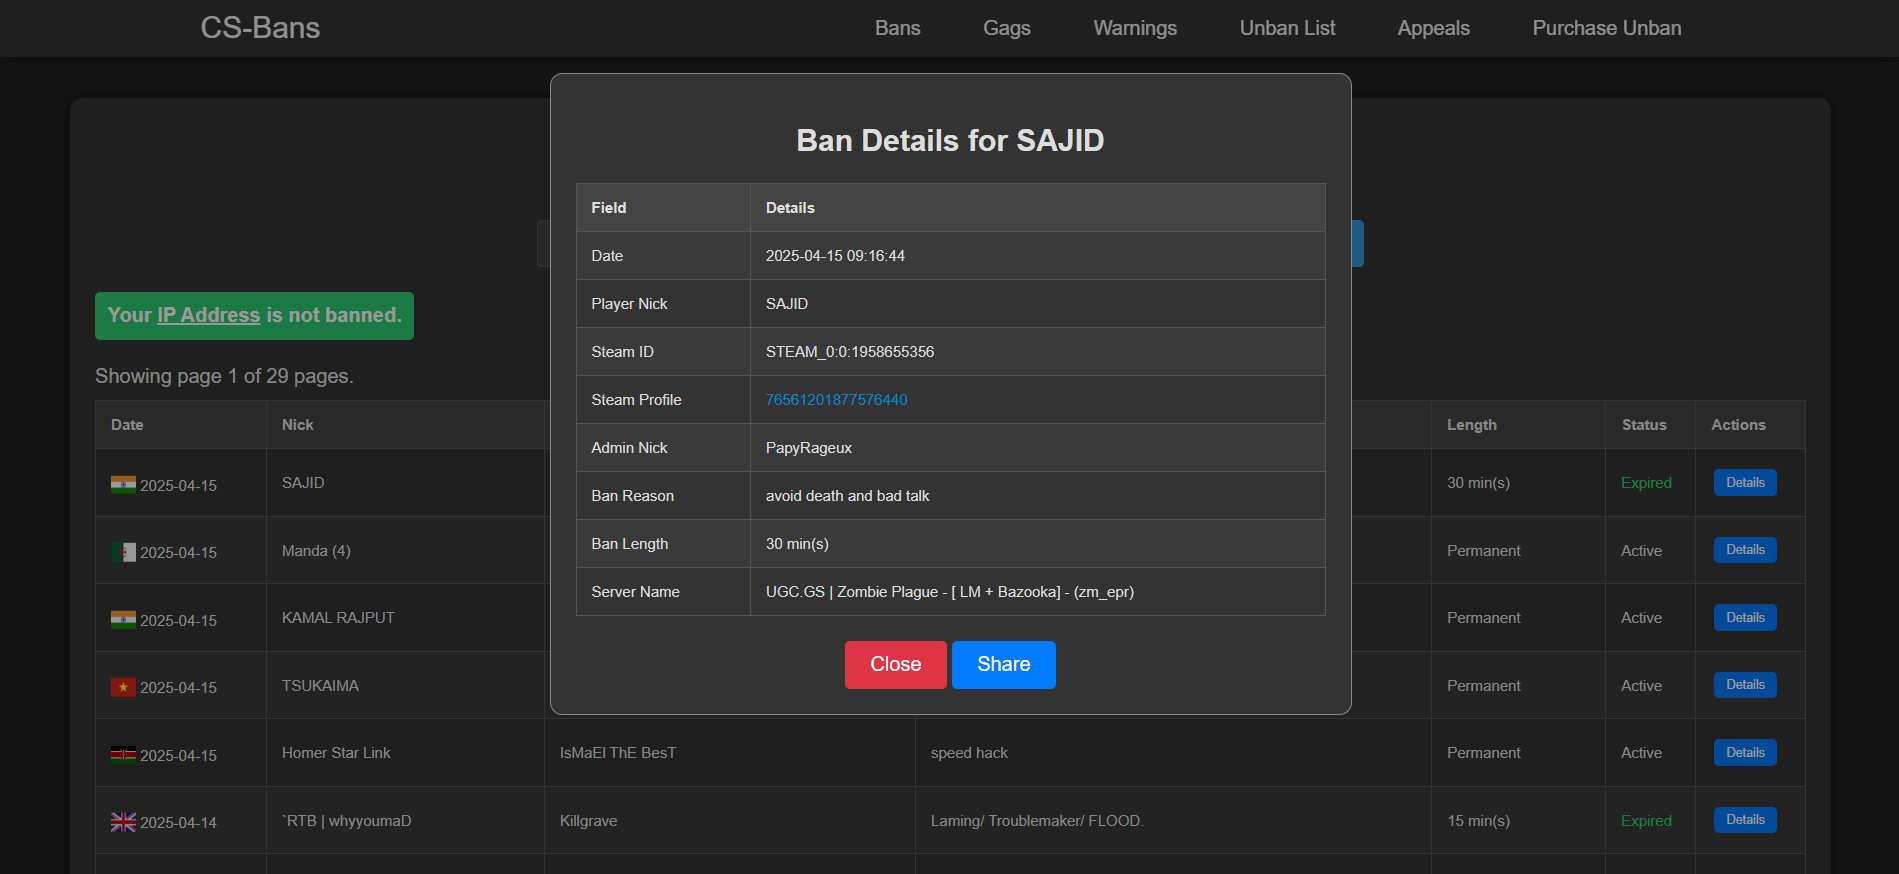 CS-Bans Bans Gags Warnings Unban List Appeals Purchase Unban
Ban Details for SAJID
Field Details
Date 2025-04-15 09:16:44
Player Nick SAJID
Steam ID STEAM_0:0:1958655356
Steam Profile 76561201877576440
Admin Nick PapyRageux
Ban Reason avoid death and bad talk
Ban Length 30 min(s)
Server Name UGC.GS | Zombie Plague - [ LM + Bazooka] - (zm_epr)
Close Share
Your IP Address is not banned.
Showing page 1 of 29 pages.
Date Nick Length Status Actions
2025-04-15 SAJID 30 min(s) Expired Details
2025-04-15 Manda (4) Permanent Active Details
2025-04-15 KAMAL RAJPUT Permanent Active Details
2025-04-15 TSUKAIMA Permanent Active Details
2025-04-15 Homer Star Link IsMaEl ThE BesT speed hack Permanent Active Details
2025-04-14 `RTB | whyyoumaD Killgrave Laming/ Troublemaker/ FLOOD. 15 min(s) Expired Details